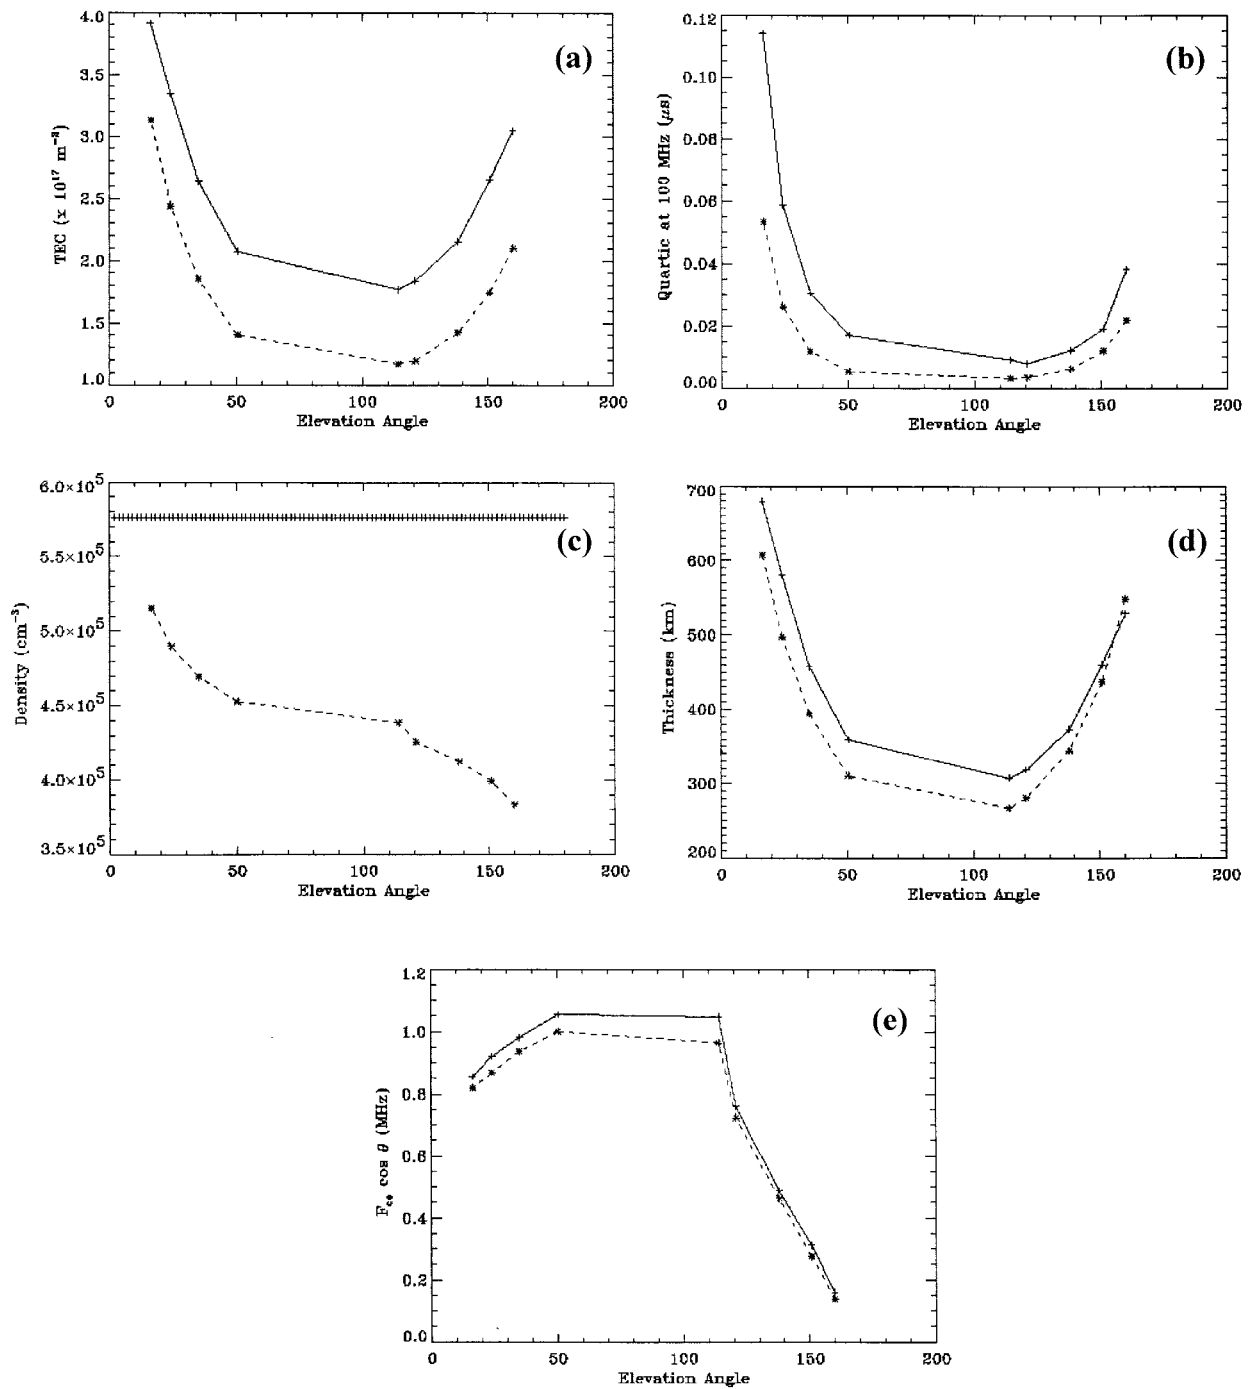 (a)
4.0
3.5
3.0
2.5
2.0
1.5
1.0
TEC (x 10¹⁷ m⁻²)
0 50 100 150 200
Elevation Angle
(b)
0.12
0.10
0.08
0.06
0.04
0.02
0.00
Quartic at 100 MHz (μs)
0 50 100 150 200
Elevation Angle
(c)
6.0×10⁵
5.5×10⁵
5.0×10⁵
4.5×10⁵
4.0×10⁵
3.5×10⁵
Density (cm⁻³)
0 50 100 150 200
Elevation Angle
(d)
700
600
500
400
300
200
Thickness (km)
0 50 100 150 200
Elevation Angle
(e)
1.2
1.0
0.8
0.6
0.4
0.2
0.0
F_ce cos θ (MHz)
0 50 100 150 200
Elevation Angle